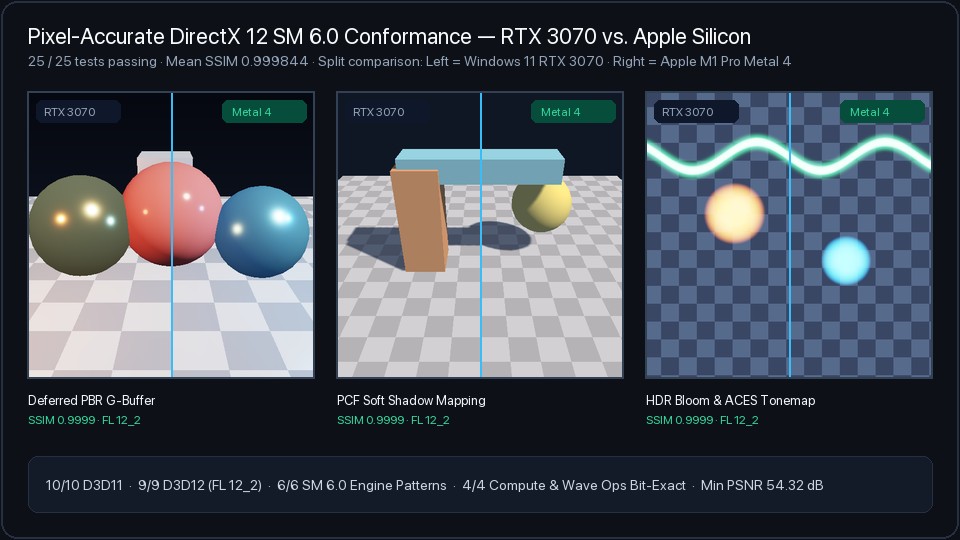 Pixel-Accurate DirectX 12 SM 6.0 Conformance — RTX 3070 vs. Apple Silicon
25 / 25 tests passing · Mean SSIM 0.999844 · Split comparison: Left = Windows 11 RTX 3070 · Right = Apple M1 Pro Metal 4
RTX 3070
Metal 4
RTX 3070
Metal 4
RTX 3070
Metal 4
Deferred PBR G-Buffer
SSIM 0.9999 · FL 12_2
PCF Soft Shadow Mapping
SSIM 0.9999 · FL 12_2
HDR Bloom & ACES Tonemap
SSIM 0.9999 · FL 12_2
10/10 D3D11 · 9/9 D3D12 (FL 12_2) · 6/6 SM 6.0 Engine Patterns · 4/4 Compute & Wave Ops Bit-Exact · Min PSNR 54.32 dB